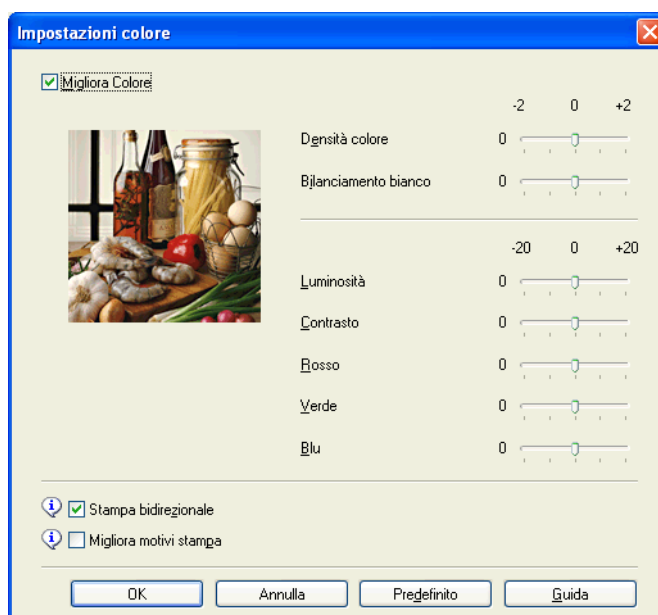 Impostazioni colore
Migliora Colore
-2 0 +2
Densità colore 0
Bilanciamento bianco 0
-20 0 +20
Luminosità 0
Contrasto 0
Rosso 0
Verde 0
Blu 0
Stampa bidirezionale
Migliora motivi stampa
OK Annulla Predefinito Guida